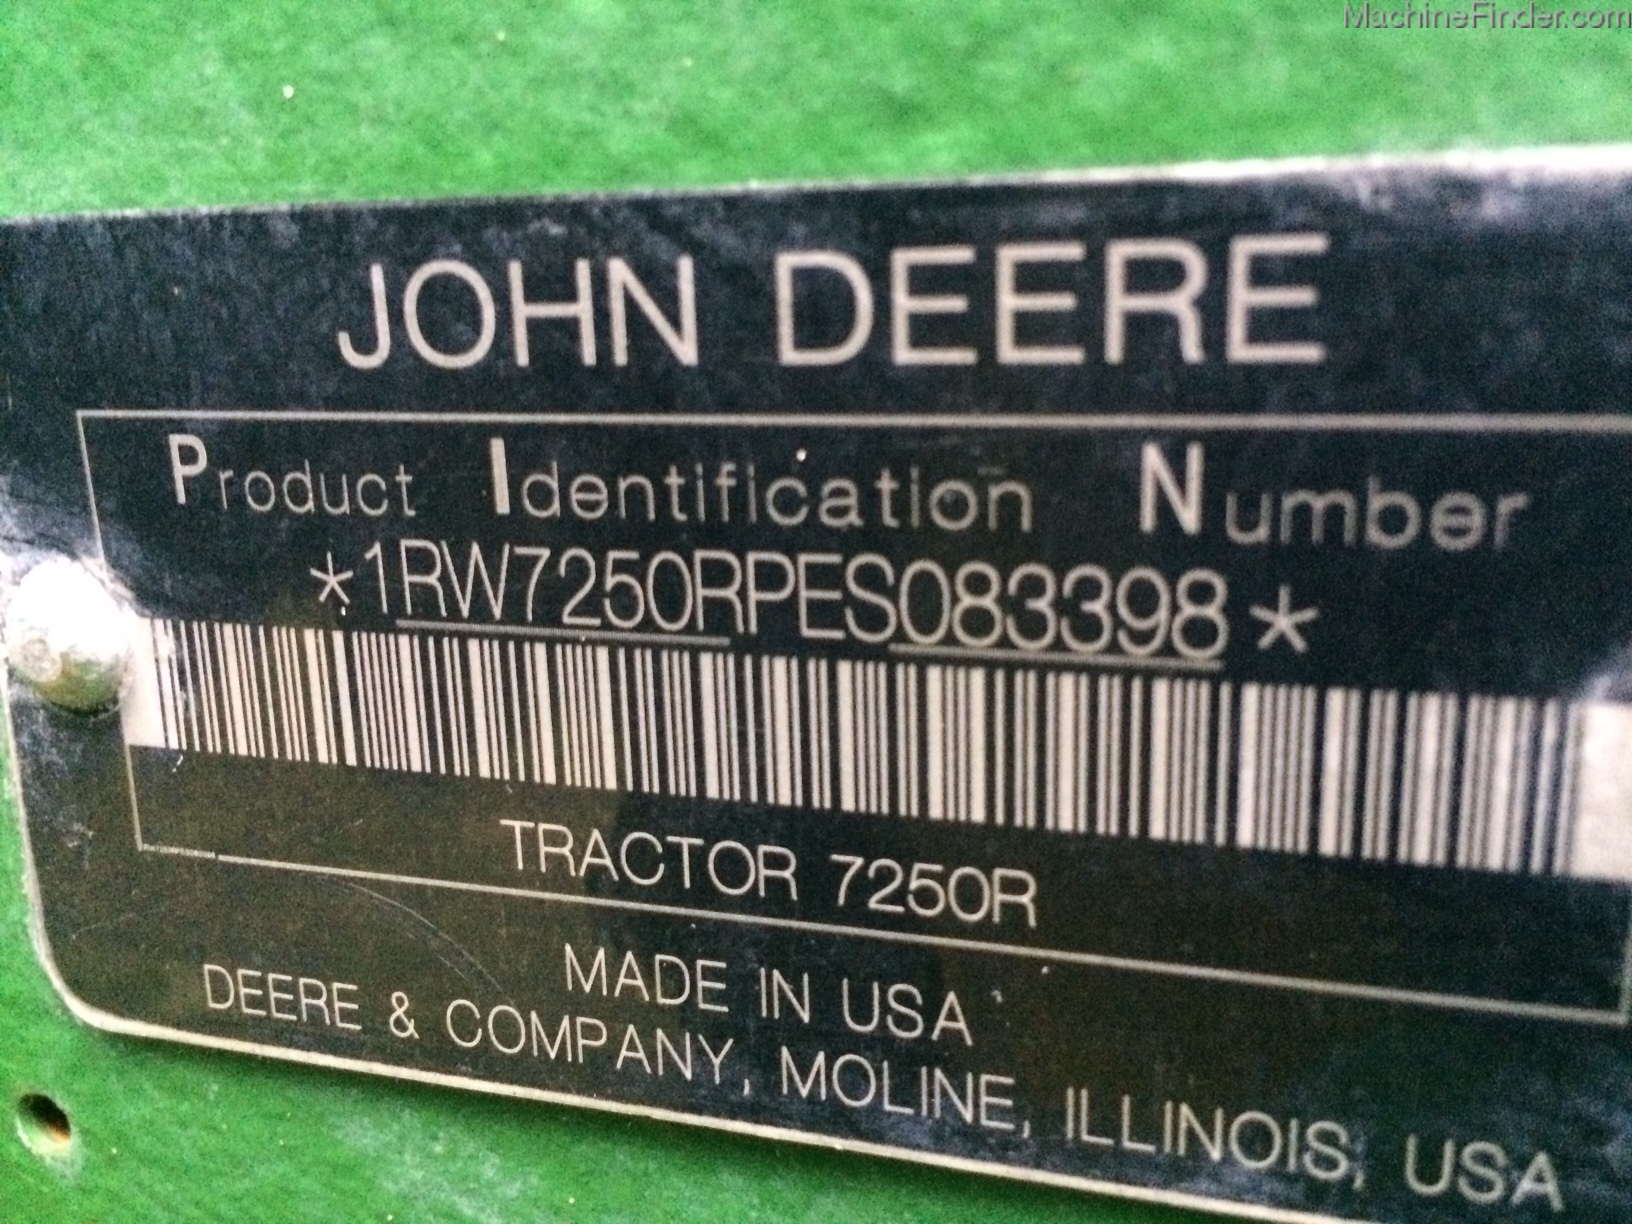 MachineFinder.com
JOHN DEERE
Product Identification Number
*1RW7250RPES083398*
TRACTOR 7250R
MADE IN USA
DEERE & COMPANY, MOLINE, ILLINOIS, USA